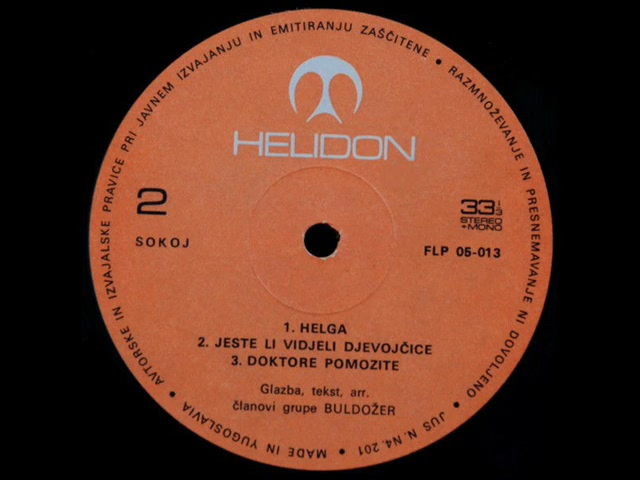 AVTORSKE IN IZVAJALSKE PRAVICE PRI JAVNEM IZVAJANJU IN EMITIRANJU ZAŠČITENE • RAZMNOŽEVANJE IN PRESNEMAVANJE NI DOVOLJENO • JUS N.N4.201 • MADE IN YUGOSLAVIA •
HELIDON
2
33 1/3
STEREO
+MONO
SOKOJ
FLP 05-013
1. HELGA
2. JESTE LI VIDJELI DJEVOJČICE
3. DOKTORE POMOZITE
Glazba, tekst, arr.
članovi grupe BULDOŽER